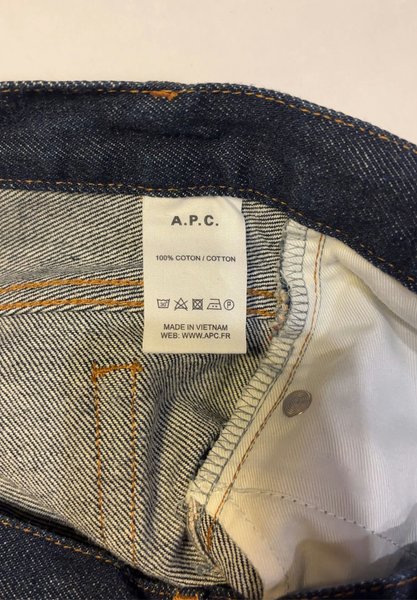 A.P.C.
100% COTON / COTTON
MADE IN VIETNAM
WEB: WWW.APC.FR